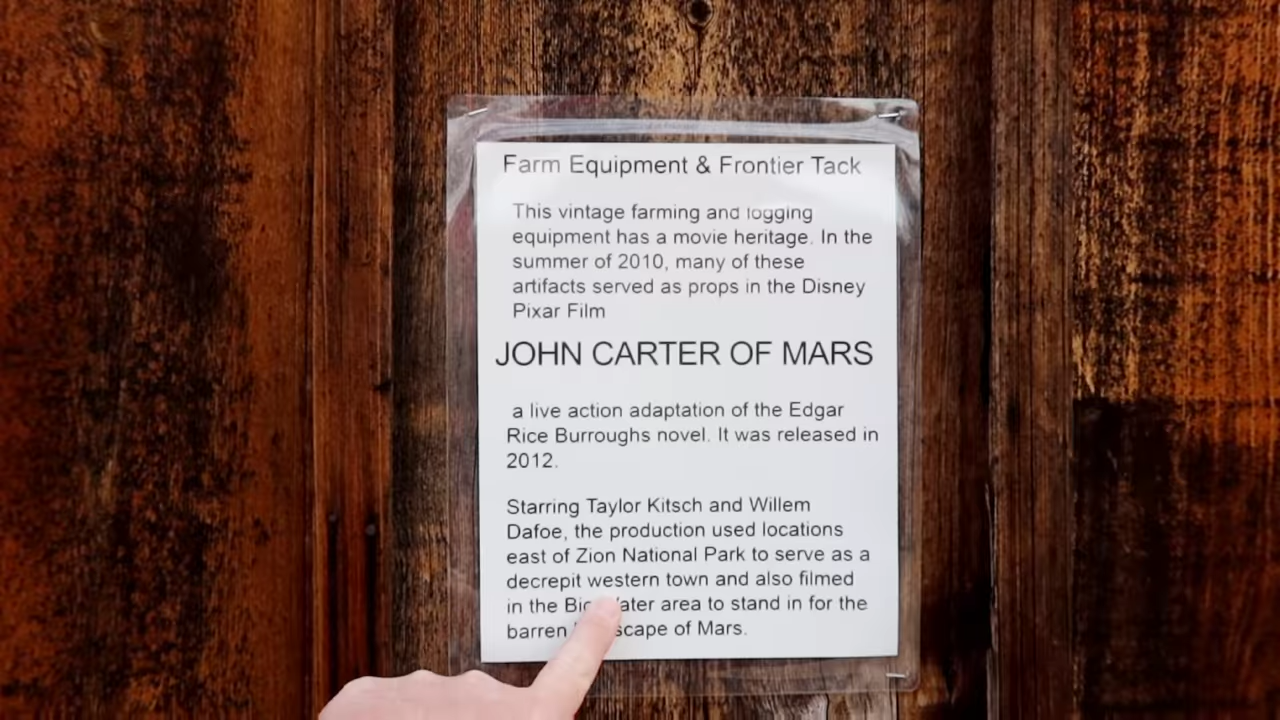 Farm Equipment & Frontier Tack
This vintage farming and logging
equipment has a movie heritage. In the
summer of 2010, many of these
artifacts served as props in the Disney
Pixar Film
JOHN CARTER OF MARS
a live action adaptation of the Edgar
Rice Burroughs novel. It was released in
2012.
Starring Taylor Kitsch and Willem
Dafoe, the production used locations
east of Zion National Park to serve as a
decrepit western town and also filmed
in the Big Water area to stand in for the
barren scape of Mars.